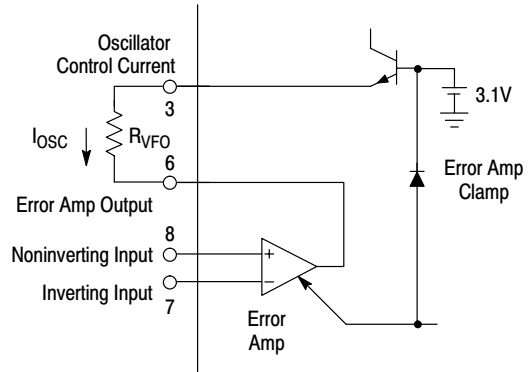 Oscillator
Control Current
3
3.1V
IOSC
RVFO
6
Error Amp Output
Error Amp
Clamp
8
Noninverting Input
+
Inverting Input
−
7
Error
Amp